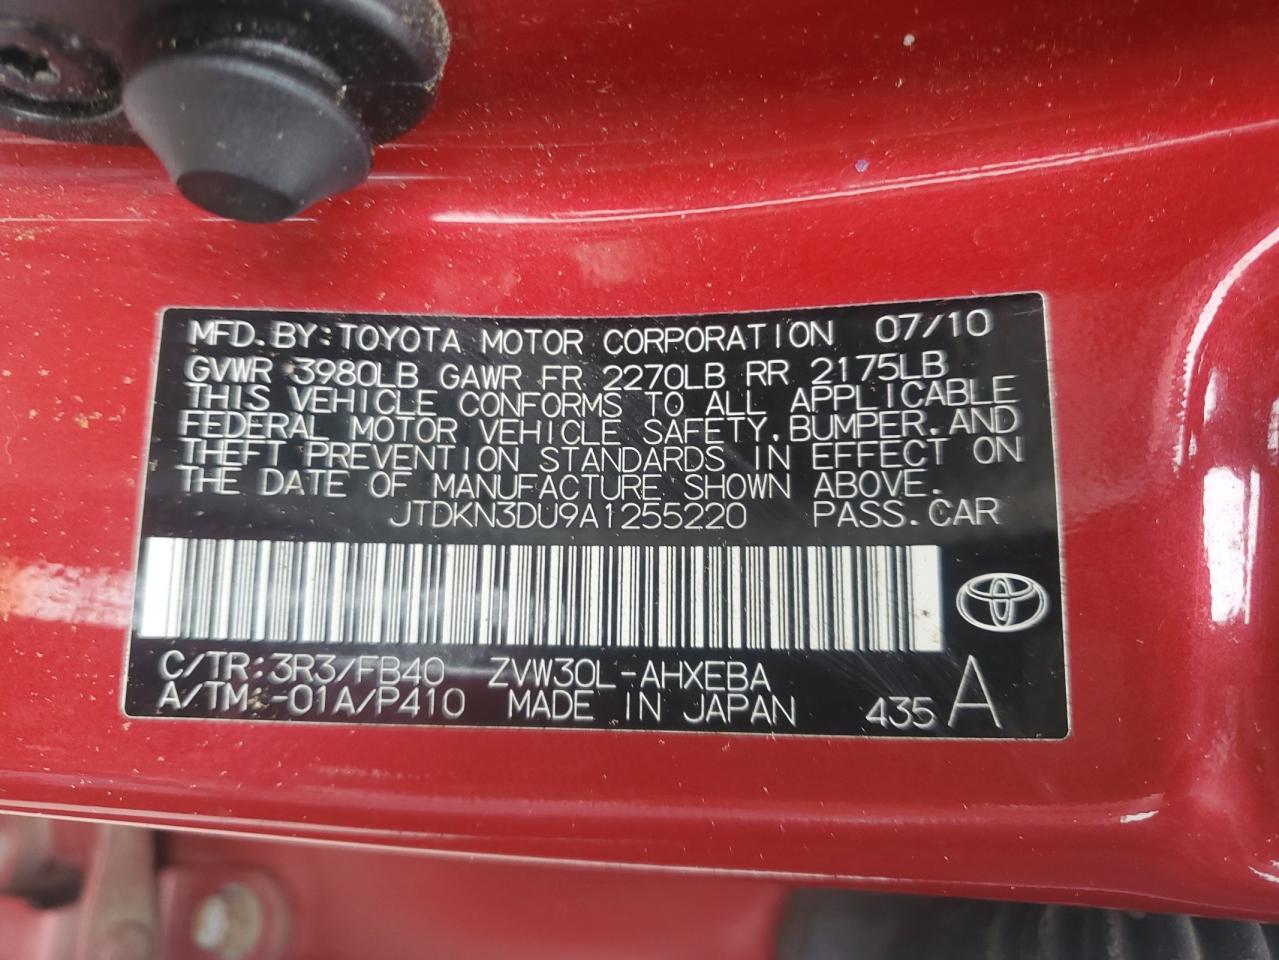 MFD. BY: TOYOTA MOTOR CORPORATION 07/10
GVWR 3980LB GAWR FR 2270LB RR 2175LB
THIS VEHICLE CONFORMS TO ALL APPLICABLE
FEDERAL MOTOR VEHICLE SAFETY, BUMPER, AND
THEFT PREVENTION STANDARDS IN EFFECT ON
THE DATE OF MANUFACTURE SHOWN ABOVE.
JTDKN3DU9A1255220 PASS. CAR
C/TR: 3R3/FB40 ZVW30L-AHXEBA
A/TM: -01A/P410 MADE IN JAPAN 435 A